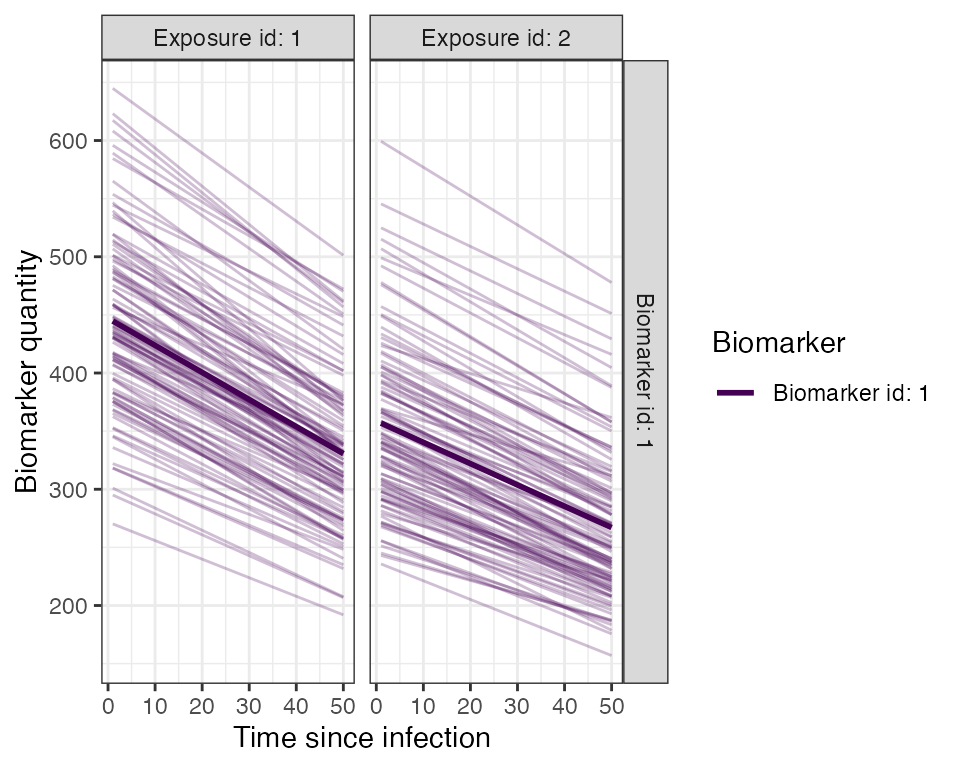 Exposure id: 1
Exposure id: 2
Biomarker quantity
600
500
400
300
200
Biomarker id: 1
Biomarker
Biomarker id: 1
0 10 20 30 40 50
0 10 20 30 40 50
Time since infection